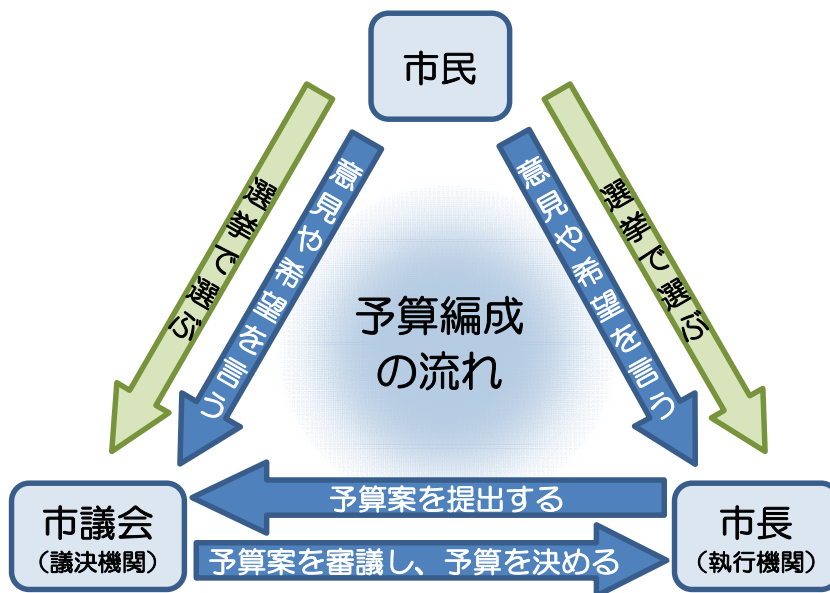 市民
選挙で選ぶ
意見や希望を言う
意見や希望を言う
選挙で選ぶ
予算編成
の流れ
予算案を提出する
市議会
（議決機関）
市長
（執行機関）
予算案を審議し、予算を決める